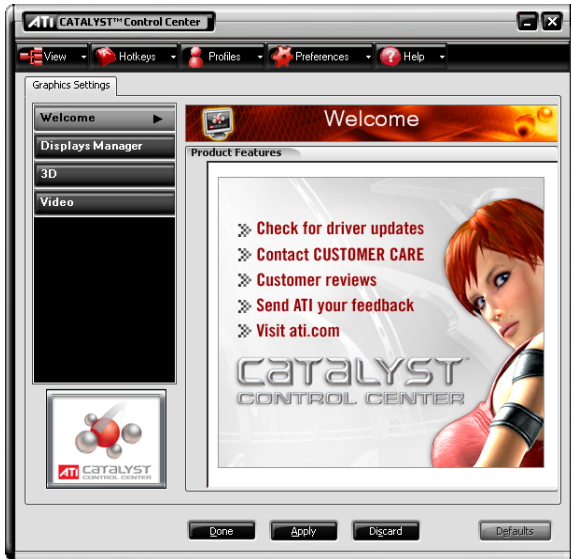 ATI CATALYST™ Control Center
View Hotkeys Profiles Preferences Help
Graphics Settings
Welcome
Displays Manager
3D
Video
Welcome
Product Features
Check for driver updates
Contact CUSTOMER CARE
Customer reviews
Send ATI your feedback
Visit ati.com
CATALYST™
CONTROL CENTER
ATI CATALYST
CONTROL CENTER
Done Apply Discard Defaults